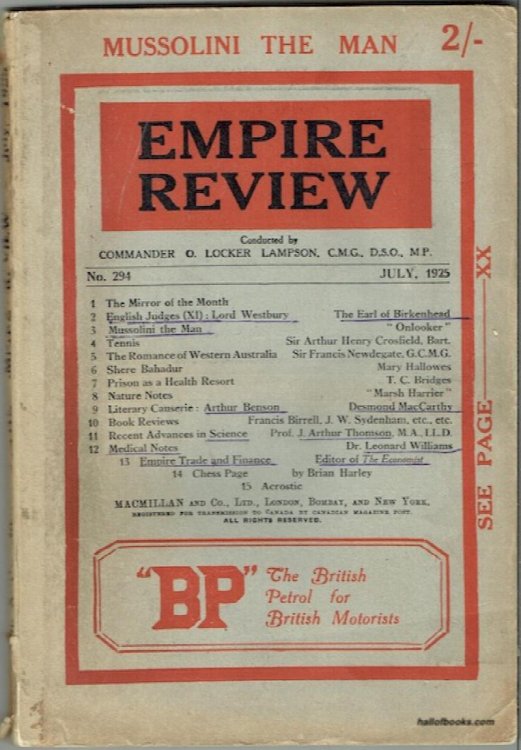 MUSSOLINI THE MAN 2/-
EMPIRE
REVIEW
Conducted by
COMMANDER O. LOCKER LAMPSON, C.M.G., D.S.O., M.P.
No. 294 JULY, 1925
1 The Mirror of the Month
2 English Judges (XI): Lord Westbury The Earl of Birkenhead
3 Mussolini the Man "Onlooker"
4 Tennis Sir Arthur Henry Crosfield, Bart.
5 The Romance of Western Australia Sir Francis Newdegate, G.C.M.G.
6 Shere Bahadur Mary Hallowes
7 Prison as a Health Resort T. C. Bridges
8 Nature Notes "Marsh Harrier"
9 Literary Causerie: Arthur Benson Desmond MacCarthy
10 Book Reviews Francis Birrell, J. W. Sydenham, etc., etc.
11 Recent Advances in Science Prof. J. Arthur Thomson, M.A., LL.D.
12 Medical Notes Dr. Leonard Williams
13 Empire Trade and Finance Editor of The Economist
14 Chess Page by Brian Harley
15 Acrostic
MACMILLAN AND CO., LTD., LONDON, BOMBAY, AND NEW YORK.
REGISTERED FOR TRANSMISSION TO CANADA BY CANADIAN MAGAZINE POST.
ALL RIGHTS RESERVED.
SEE PAGE XX
"BP" The British
Petrol for
British Motorists
hallofbooks.com